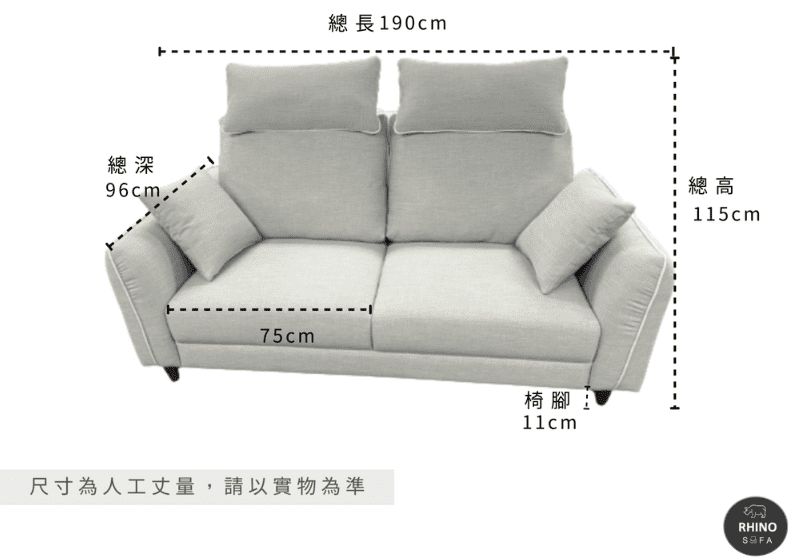 總長190cm
總深
96cm
總高
115cm
75cm
椅腳
11cm
尺寸為人工丈量，請以實物為準
RHINO
SOFA